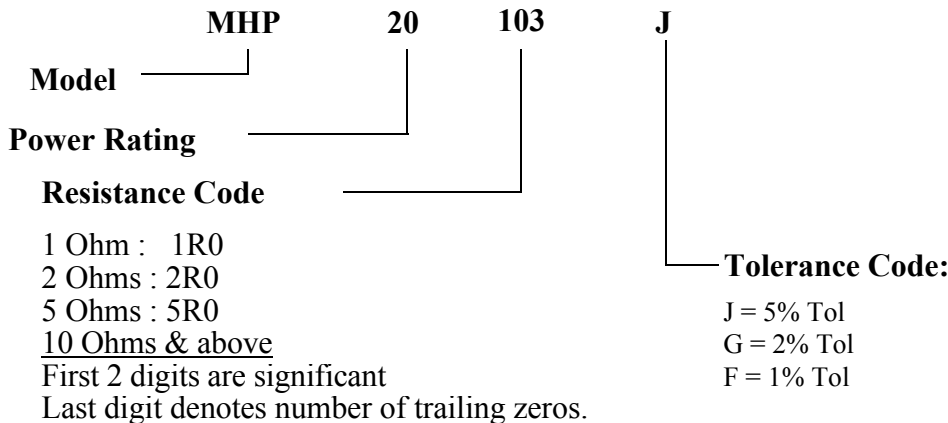 MHP 20 103 J
Model
Power Rating
Resistance Code
1 Ohm : 1R0
2 Ohms : 2R0
5 Ohms : 5R0
10 Ohms & above
First 2 digits are significant
Last digit denotes number of trailing zeros.
Tolerance Code:
J = 5% Tol
G = 2% Tol
F = 1% Tol